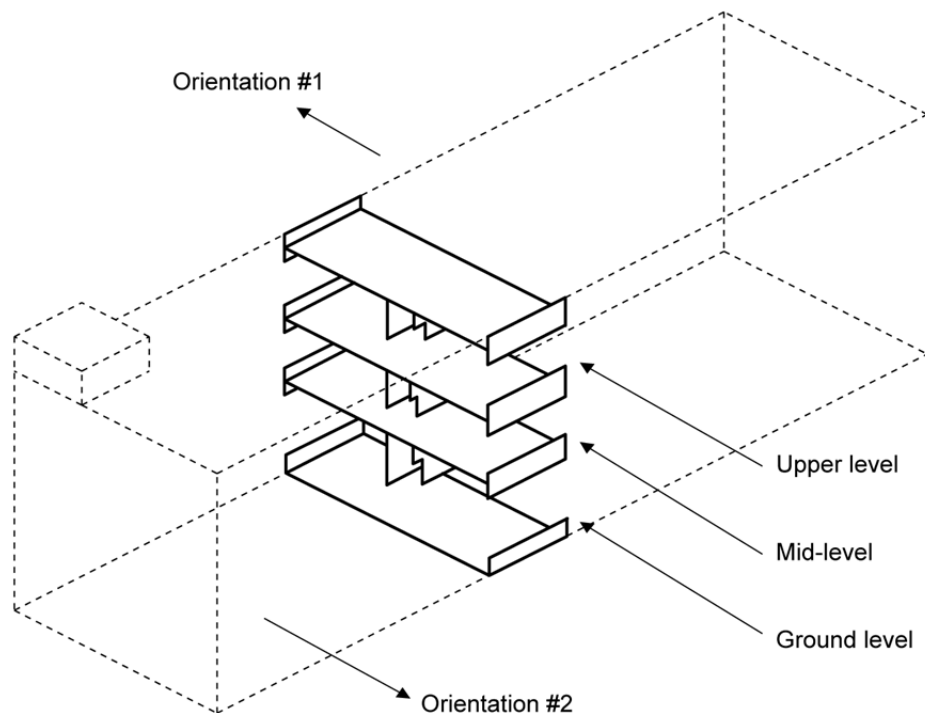 Orientation #1
Upper level
Mid-level
Ground level
Orientation #2